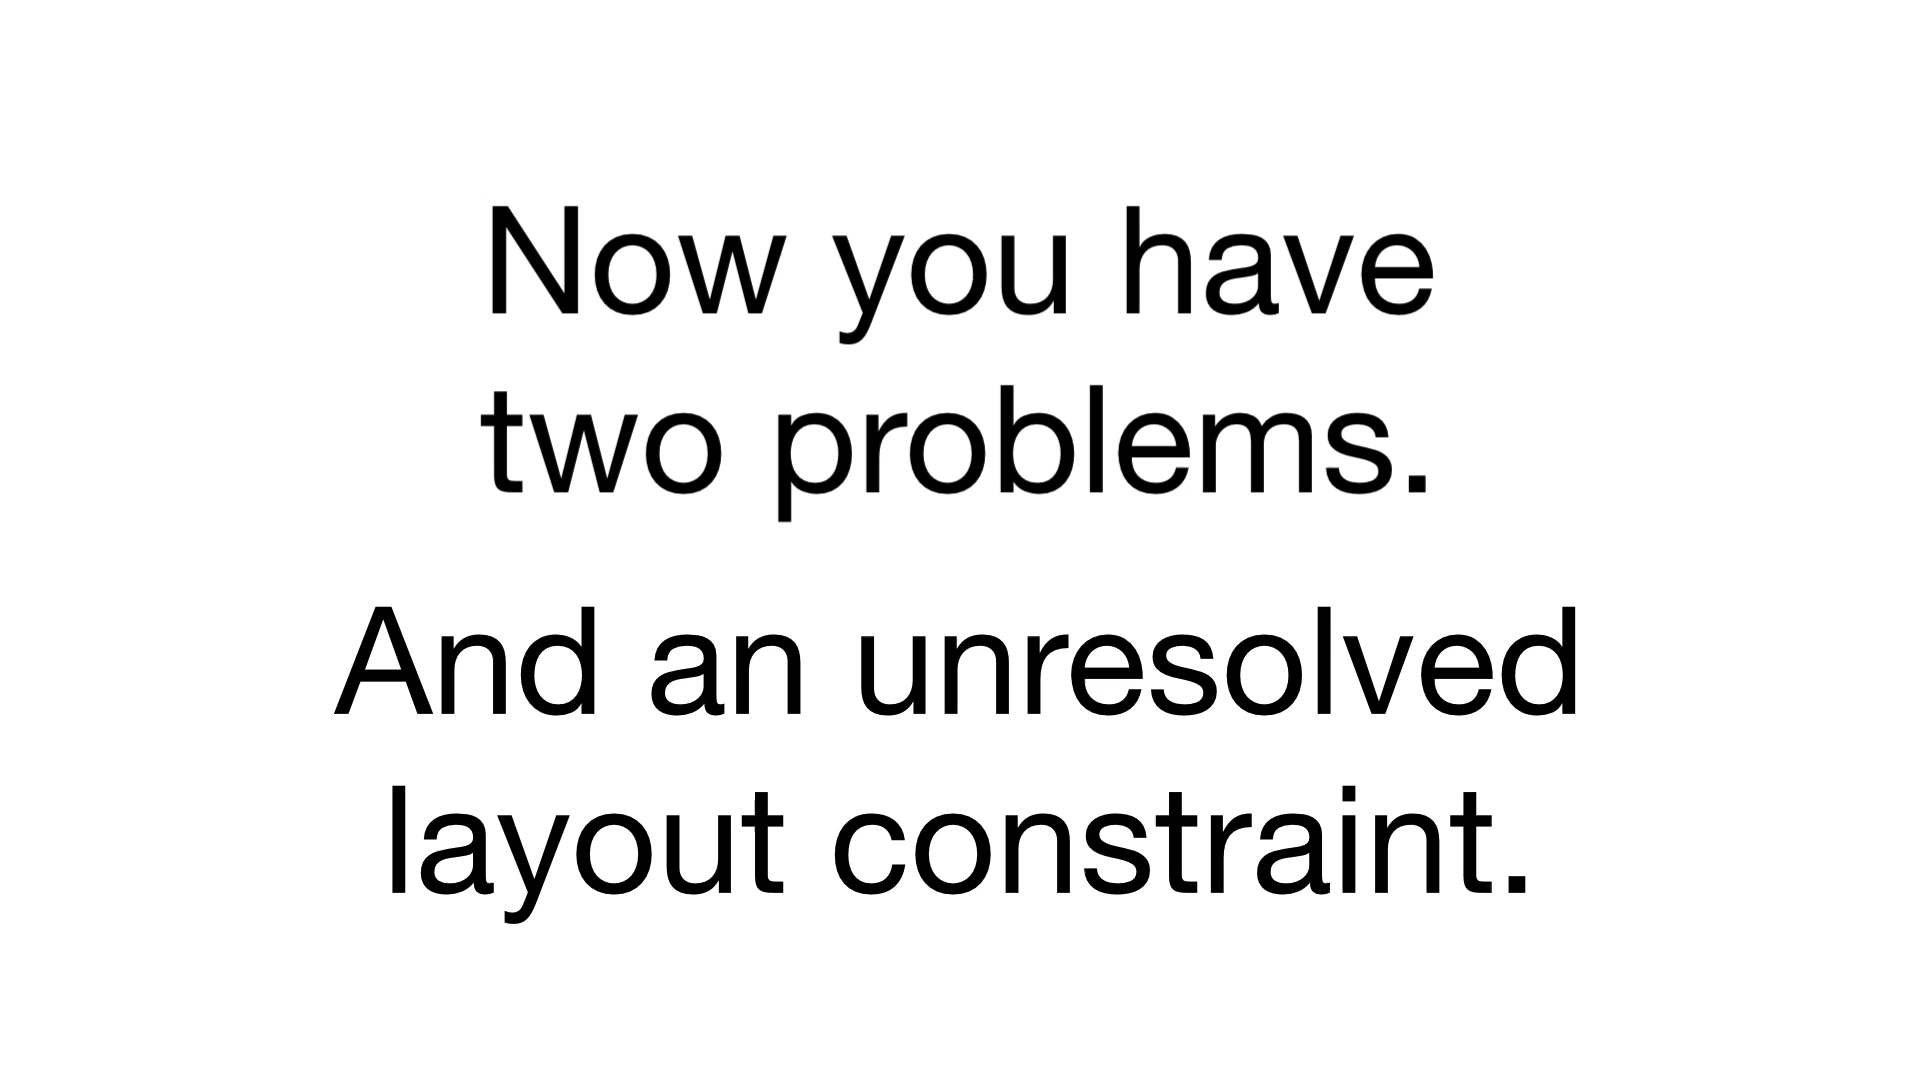 Now you have
two problems.
And an unresolved
layout constraint.